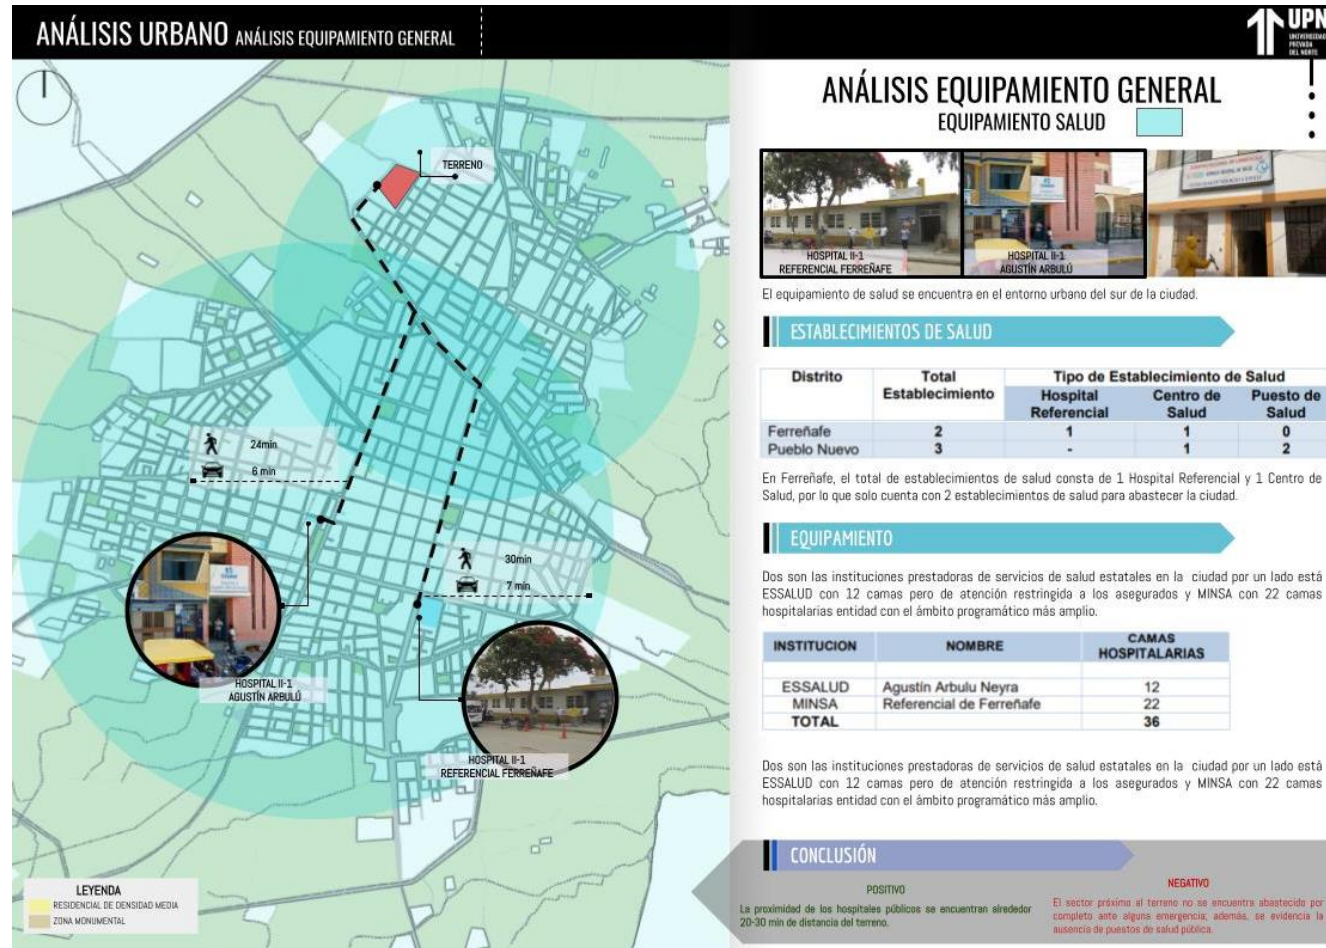 ANÁLISIS URBANO ANÁLISIS EQUIPAMIENTO GENERAL
UPN
UNIVERSIDAD
PRIVADA
DEL NORTE
TERRENO
24min
6 min
30min
7 min
HOSPITAL II-1
AGUSTÍN ARBULÚ
HOSPITAL II-1
REFERENCIAL FERREÑAFE
LEYENDA
RESIDENCIAL DE DENSIDAD MEDIA
ZONA MONUMENTAL
ANÁLISIS EQUIPAMIENTO GENERAL
EQUIPAMIENTO SALUD
HOSPITAL II-1
REFERENCIAL FERREÑAFE
HOSPITAL II-1
AGUSTÍN ARBULÚ
El equipamiento de salud se encuentra en el entorno urbano del sur de la ciudad.
ESTABLECIMIENTOS DE SALUD
Distrito Total Establecimiento Tipo de Establecimiento de Salud
Hospital Referencial Centro de Salud Puesto de Salud
Ferreñafe 2 1 1 0
Pueblo Nuevo 3 - 1 2
En Ferreñafe, el total de establecimientos de salud consta de 1 Hospital Referencial y 1 Centro de
Salud, por lo que solo cuenta con 2 establecimientos de salud para abastecer la ciudad.
EQUIPAMIENTO
Dos son las instituciones prestadoras de servicios de salud estatales en la ciudad por un lado está
ESSALUD con 12 camas pero de atención restringida a los asegurados y MINSA con 22 camas
hospitalarias entidad con el ámbito programático más amplio.
INSTITUCION NOMBRE CAMAS HOSPITALARIAS
ESSALUD Agustín Arbulu Neyra 12
MINSA Referencial de Ferreñafe 22
TOTAL 36
Dos son las instituciones prestadoras de servicios de salud estatales en la ciudad por un lado está
ESSALUD con 12 camas pero de atención restringida a los asegurados y MINSA con 22 camas
hospitalarias entidad con el ámbito programático más amplio.
CONCLUSIÓN
POSITIVO
La proximidad de los hospitales públicos se encuentran alrededor
20-30 min de distancia del terreno.
NEGATIVO
El sector próximo al terreno no se encuentra abastecido por
completo ante alguna emergencia; además, se evidencia la
ausencia de puestos de salud pública.